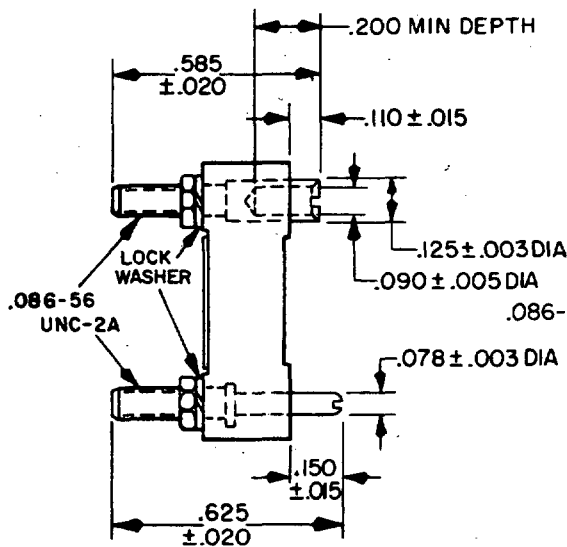 .200 MIN DEPTH
.585
±.020
.110 ± .015
LOCK
WASHER
.125 ± .003 DIA
.090 ± .005 DIA
.086-56
UNC-2A
.086-
.078 ± .003 DIA
.150
±.015
.625
±.020